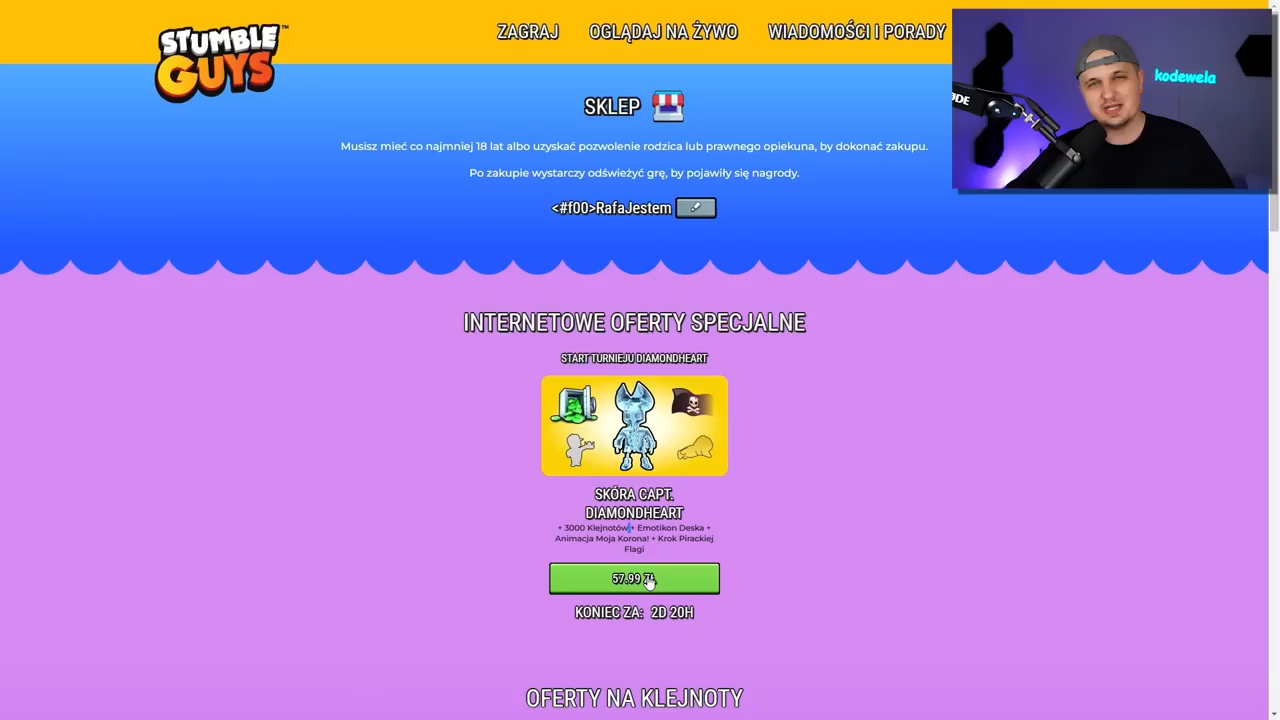 STUMBLE GUYS™
ZAGRAJ
OGLĄDAJ NA ŻYWO
WIADOMOŚCI I PORADY
kodewela
SKLEP
Musisz mieć co najmniej 18 lat albo uzyskać pozwolenie rodzica lub prawnego opiekuna, by dokonać zakupu.
Po zakupie wystarczy odświeżyć grę, by pojawiły się nagrody.
<#f00>RafaJestem
INTERNETOWE OFERTY SPECJALNE
START TURNIEJU DIAMONDHEART
SKÓRA CAPT.
DIAMONDHEART
+ 3000 Klejnotów + Emotikon Deska +
Animacja Moja Korona! + Krok Pirackiej
Flagi
57.99
KONIEC ZA: 2D 20H
OFERTY NA KLEJNOTY